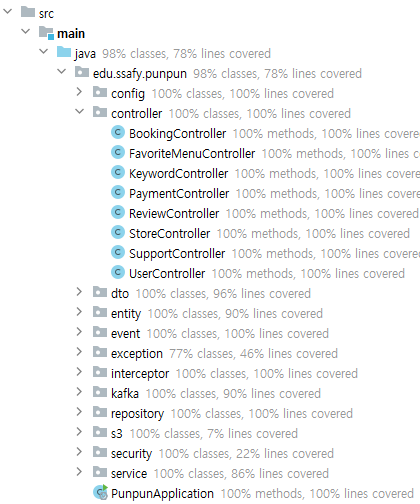 src
main
java 98% classes, 78% lines covered
edu.ssafy.punpun 98% classes, 78% lines covered
config 100% classes, 100% lines covered
controller 100% classes, 100% lines covered
BookingController 100% methods, 100% lines covered
FavoriteMenuController 100% methods, 100% lines c
KeywordController 100% methods, 100% lines covered
PaymentController 100% methods, 100% lines covered
ReviewController 100% methods, 100% lines covered
StoreController 100% methods, 100% lines covered
SupportController 100% methods, 100% lines covered
UserController 100% methods, 100% lines covered
dto 100% classes, 96% lines covered
entity 100% classes, 90% lines covered
event 100% classes, 100% lines covered
exception 77% classes, 46% lines covered
interceptor 100% classes, 100% lines covered
kafka 100% classes, 90% lines covered
repository 100% classes, 100% lines covered
s3 100% classes, 7% lines covered
security 100% classes, 22% lines covered
service 100% classes, 86% lines covered
PunpunApplication 100% methods, 100% lines covered